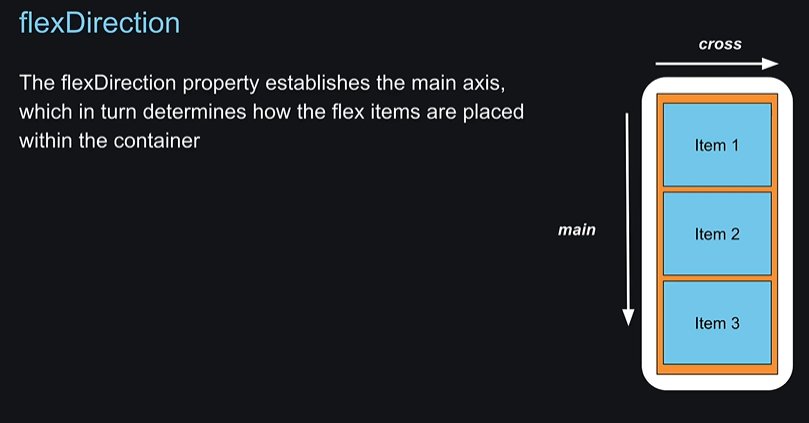 flexDirection
cross
The flexDirection property establishes the main axis,
which in turn determines how the flex items are placed
within the container
Item 1
main
Item 2
Item 3